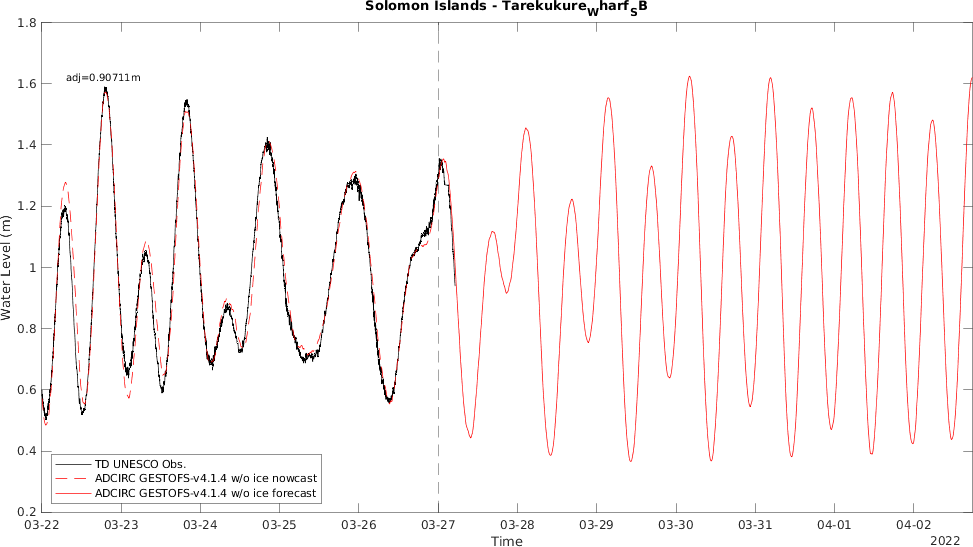 Solomon Islands - TarekukureWharfSB
adj=0.90711m
Water Level (m)
1.8
1.6
1.4
1.2
1
0.8
0.6
0.4
0.2
TD UNESCO Obs.
ADCIRC GESTOFS-v4.1.4 w/o ice nowcast
ADCIRC GESTOFS-v4.1.4 w/o ice forecast
03-22 03-23 03-24 03-25 03-26 03-27 03-28 03-29 03-30 03-31 04-01 04-02
Time
2022